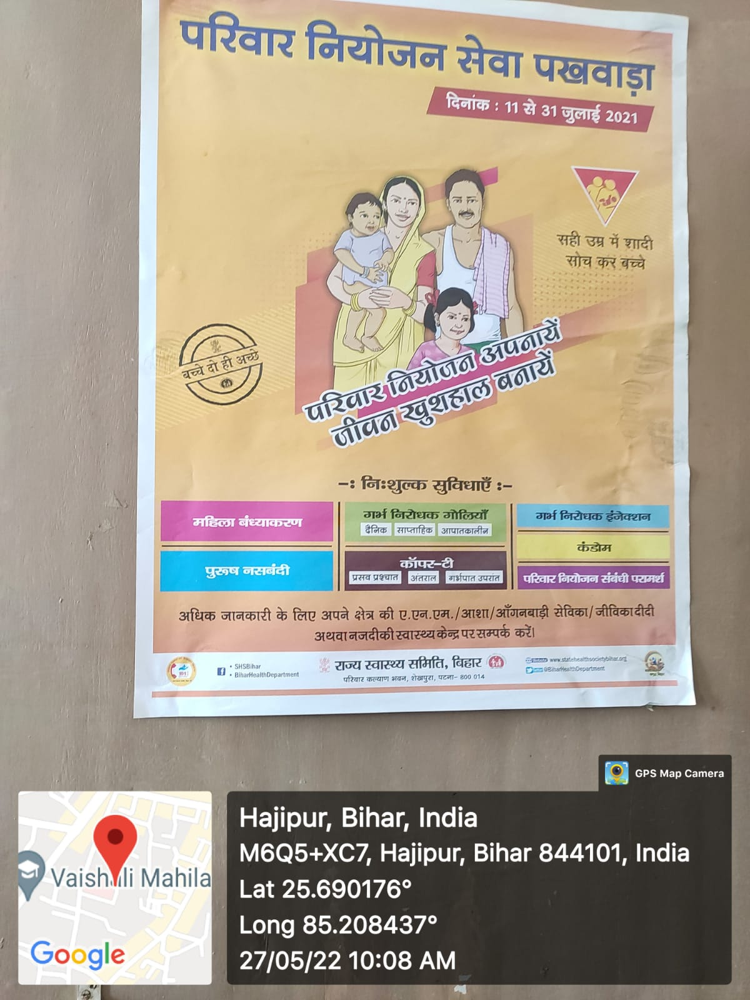 परिवार नियोजन सेवा पखवाड़ा
दिनांक : 11 से 31 जुलाई 2021
सही उम्र में शादी
सोच कर बच्चे
बच्चे दो ही अच्छे
परिवार नियोजन अपनायें
जीवन खुशहाल बनायें
-: निःशुल्क सुविधाएँ :-
महिला बंध्याकरण
पुरूष नसबंदी
गर्भ निरोधक गोलियाँ
दैनिक साप्ताहिक आपातकालीन
कॉपर-टी
प्रसव प्रश्चात अंतराल गर्भपात उपरांत
गर्भ निरोधक इंजेक्शन
कंडोम
परिवार नियोजन संबंधी परामर्श
अधिक जानकारी के लिए अपने क्षेत्र की ए.एन.एम./आशा/आँगनबाड़ी सेविका/जीविका दीदी
अथवा नजदीकी स्वास्थ्य केन्द्र पर सम्पर्क करें।
104
• SHSBihar
• BiharHealthDepartment
राज्य स्वास्थ्य समिति, बिहार
परिवार कल्याण भवन, शेखपुरा, पटना- 800 014
Website www.statehealthsocietybihar.org
@BiharHealthDepartment
GPS Map Camera
Vaishali Mahila
Google
Hajipur, Bihar, India
M6Q5+XC7, Hajipur, Bihar 844101, India
Lat 25.690176°
Long 85.208437°
27/05/22 10:08 AM